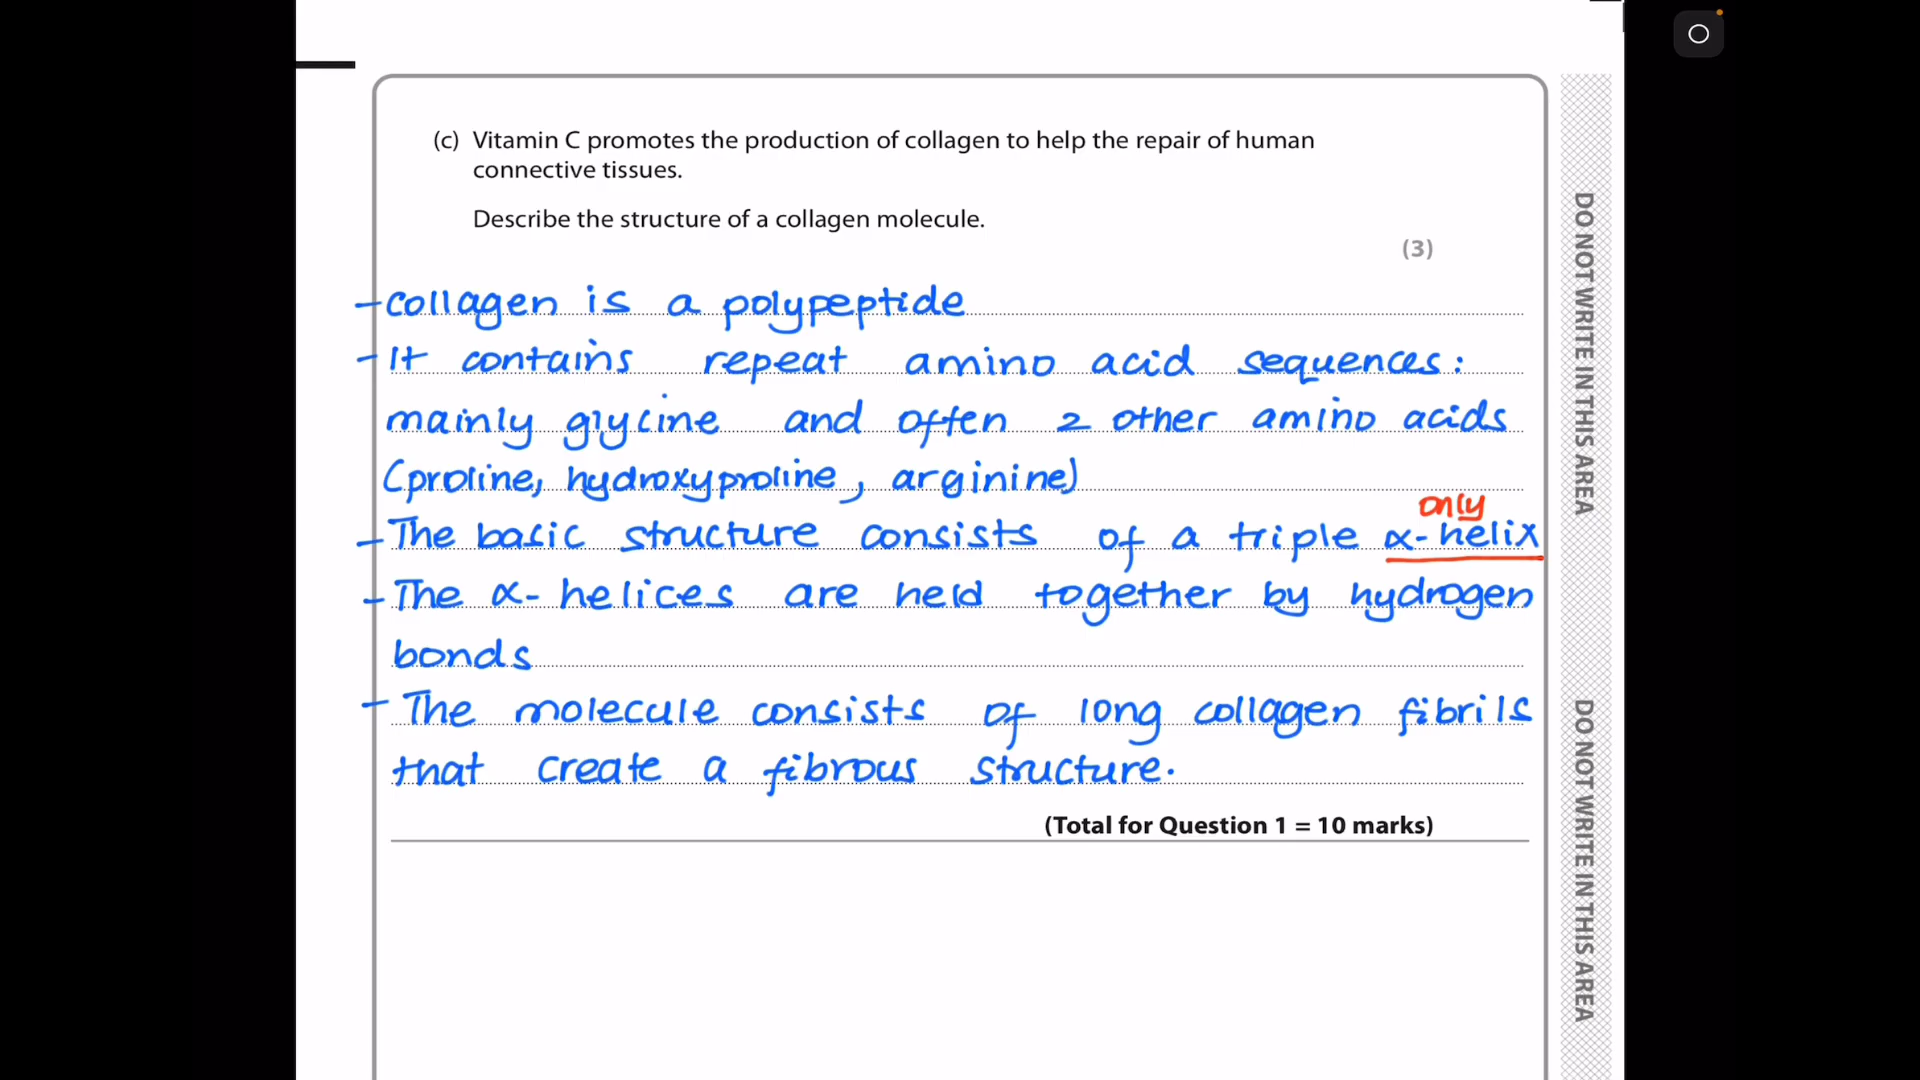 (c) Vitamin C promotes the production of collagen to help the repair of human
connective tissues.
Describe the structure of a collagen molecule.
(3)
- collagen is a polypeptide
- It contains repeat amino acid sequences:
mainly glycine and often 2 other amino acids
(proline, hydroxyproline, arginine)
only
- The basic structure consists of a triple α-helix
- The α-helices are held together by hydrogen
bonds
- The molecule consists of long collagen fibrils
that create a fibrous structure.
(Total for Question 1 = 10 marks)
DO NOT WRITE IN THIS AREA
DO NOT WRITE IN THIS AREA